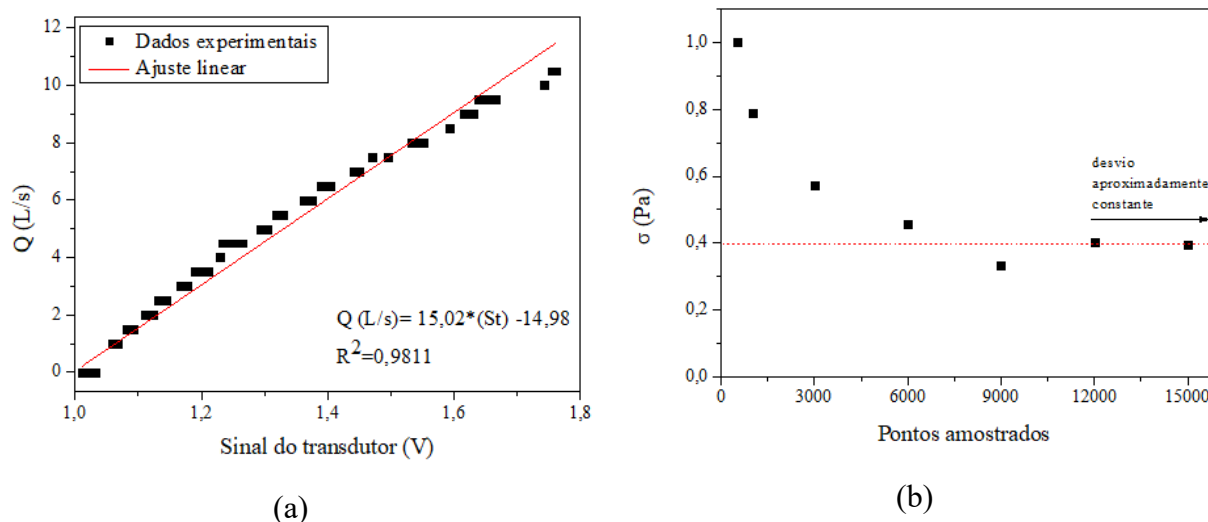 12
10
8
6
4
2
0
Q (L/s)
Dados experimentais
Ajuste linear
Q (L/s)= 15,02*(St) -14,98
R²=0,9811
1,0 1,2 1,4 1,6 1,8
Sinal do transdutor (V)
(a)
1,0
0,8
0,6
0,4
0,2
0,0
σ (Pa)
desvio
aproximadamente
constante
0 3000 6000 9000 12000 15000
Pontos amostrados
(b)